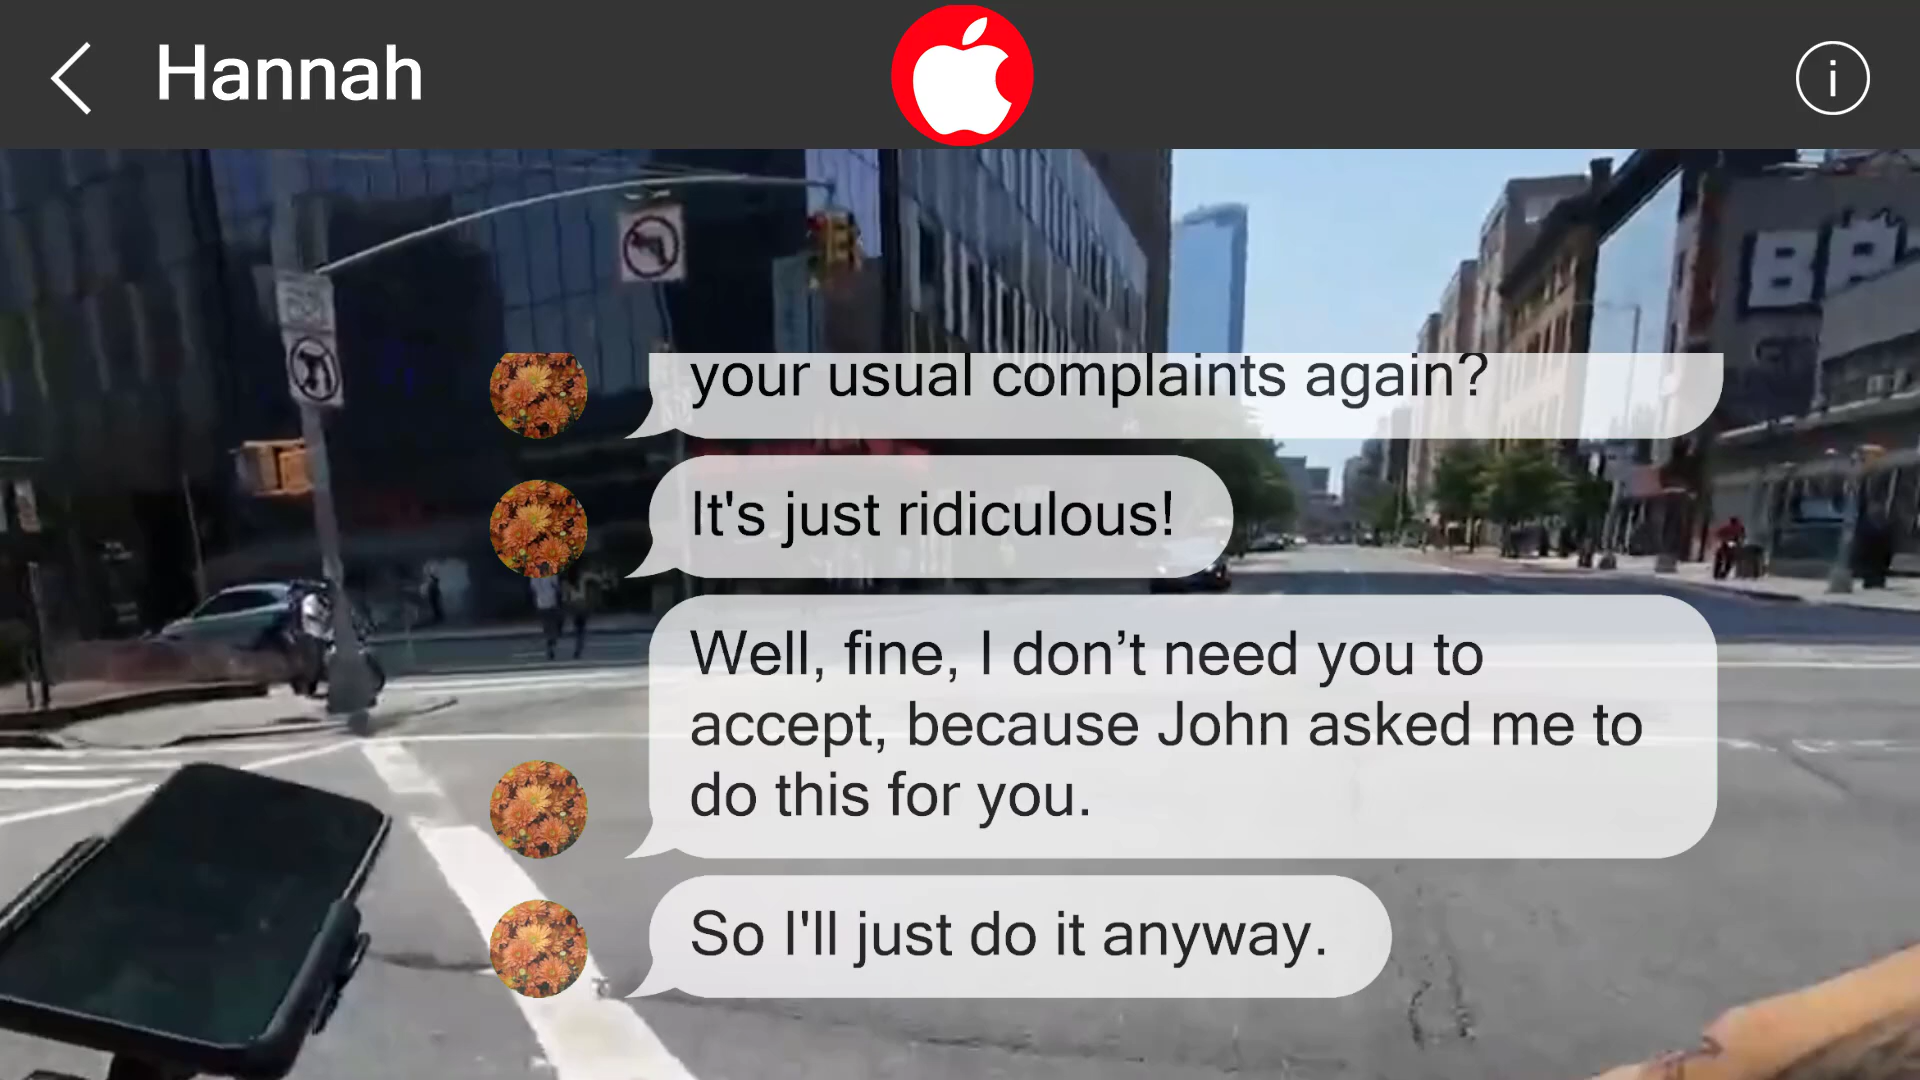 Hannah
i
your usual complaints again?
It's just ridiculous!
Well, fine, I don’t need you to
accept, because John asked me to
do this for you.
So I'll just do it anyway.